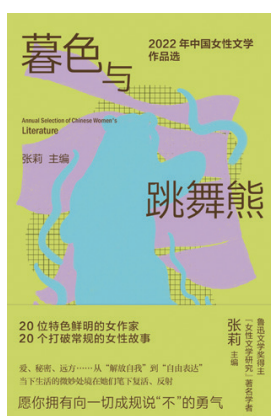 暮色与
2022 年中国女性文学
作品选
Annual Selection of Chinese Women's
Literature
张莉 主编
跳舞熊
20 位特色鲜明的女作家
20 个打破常规的女性故事
鲁迅文学奖得主
“女性文学研究”著名学者
张莉 主编
爱、秘密、远方……从“解放自我”到“自由表达”
当下生活的微妙处境在她们笔下复活、反射
愿你拥有向一切成规说“不”的勇气